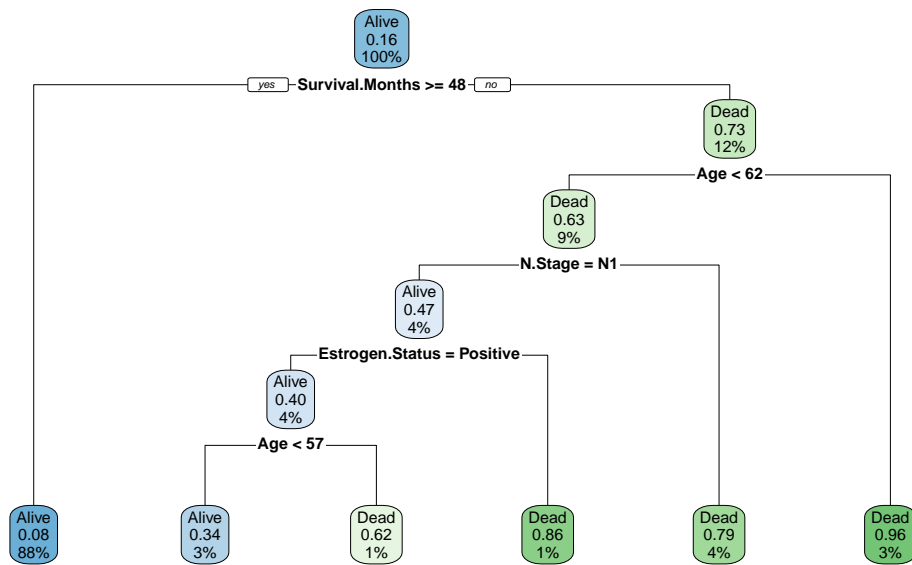 Alive
0.16
100%
yes Survival.Months >= 48 no
Dead
0.73
12%
Age < 62
Dead
0.63
9%
N.Stage = N1
Alive
0.47
4%
Estrogen.Status = Positive
Alive
0.40
4%
Age < 57
Alive
0.08
88%
Alive
0.34
3%
Dead
0.62
1%
Dead
0.86
1%
Dead
0.79
4%
Dead
0.96
3%